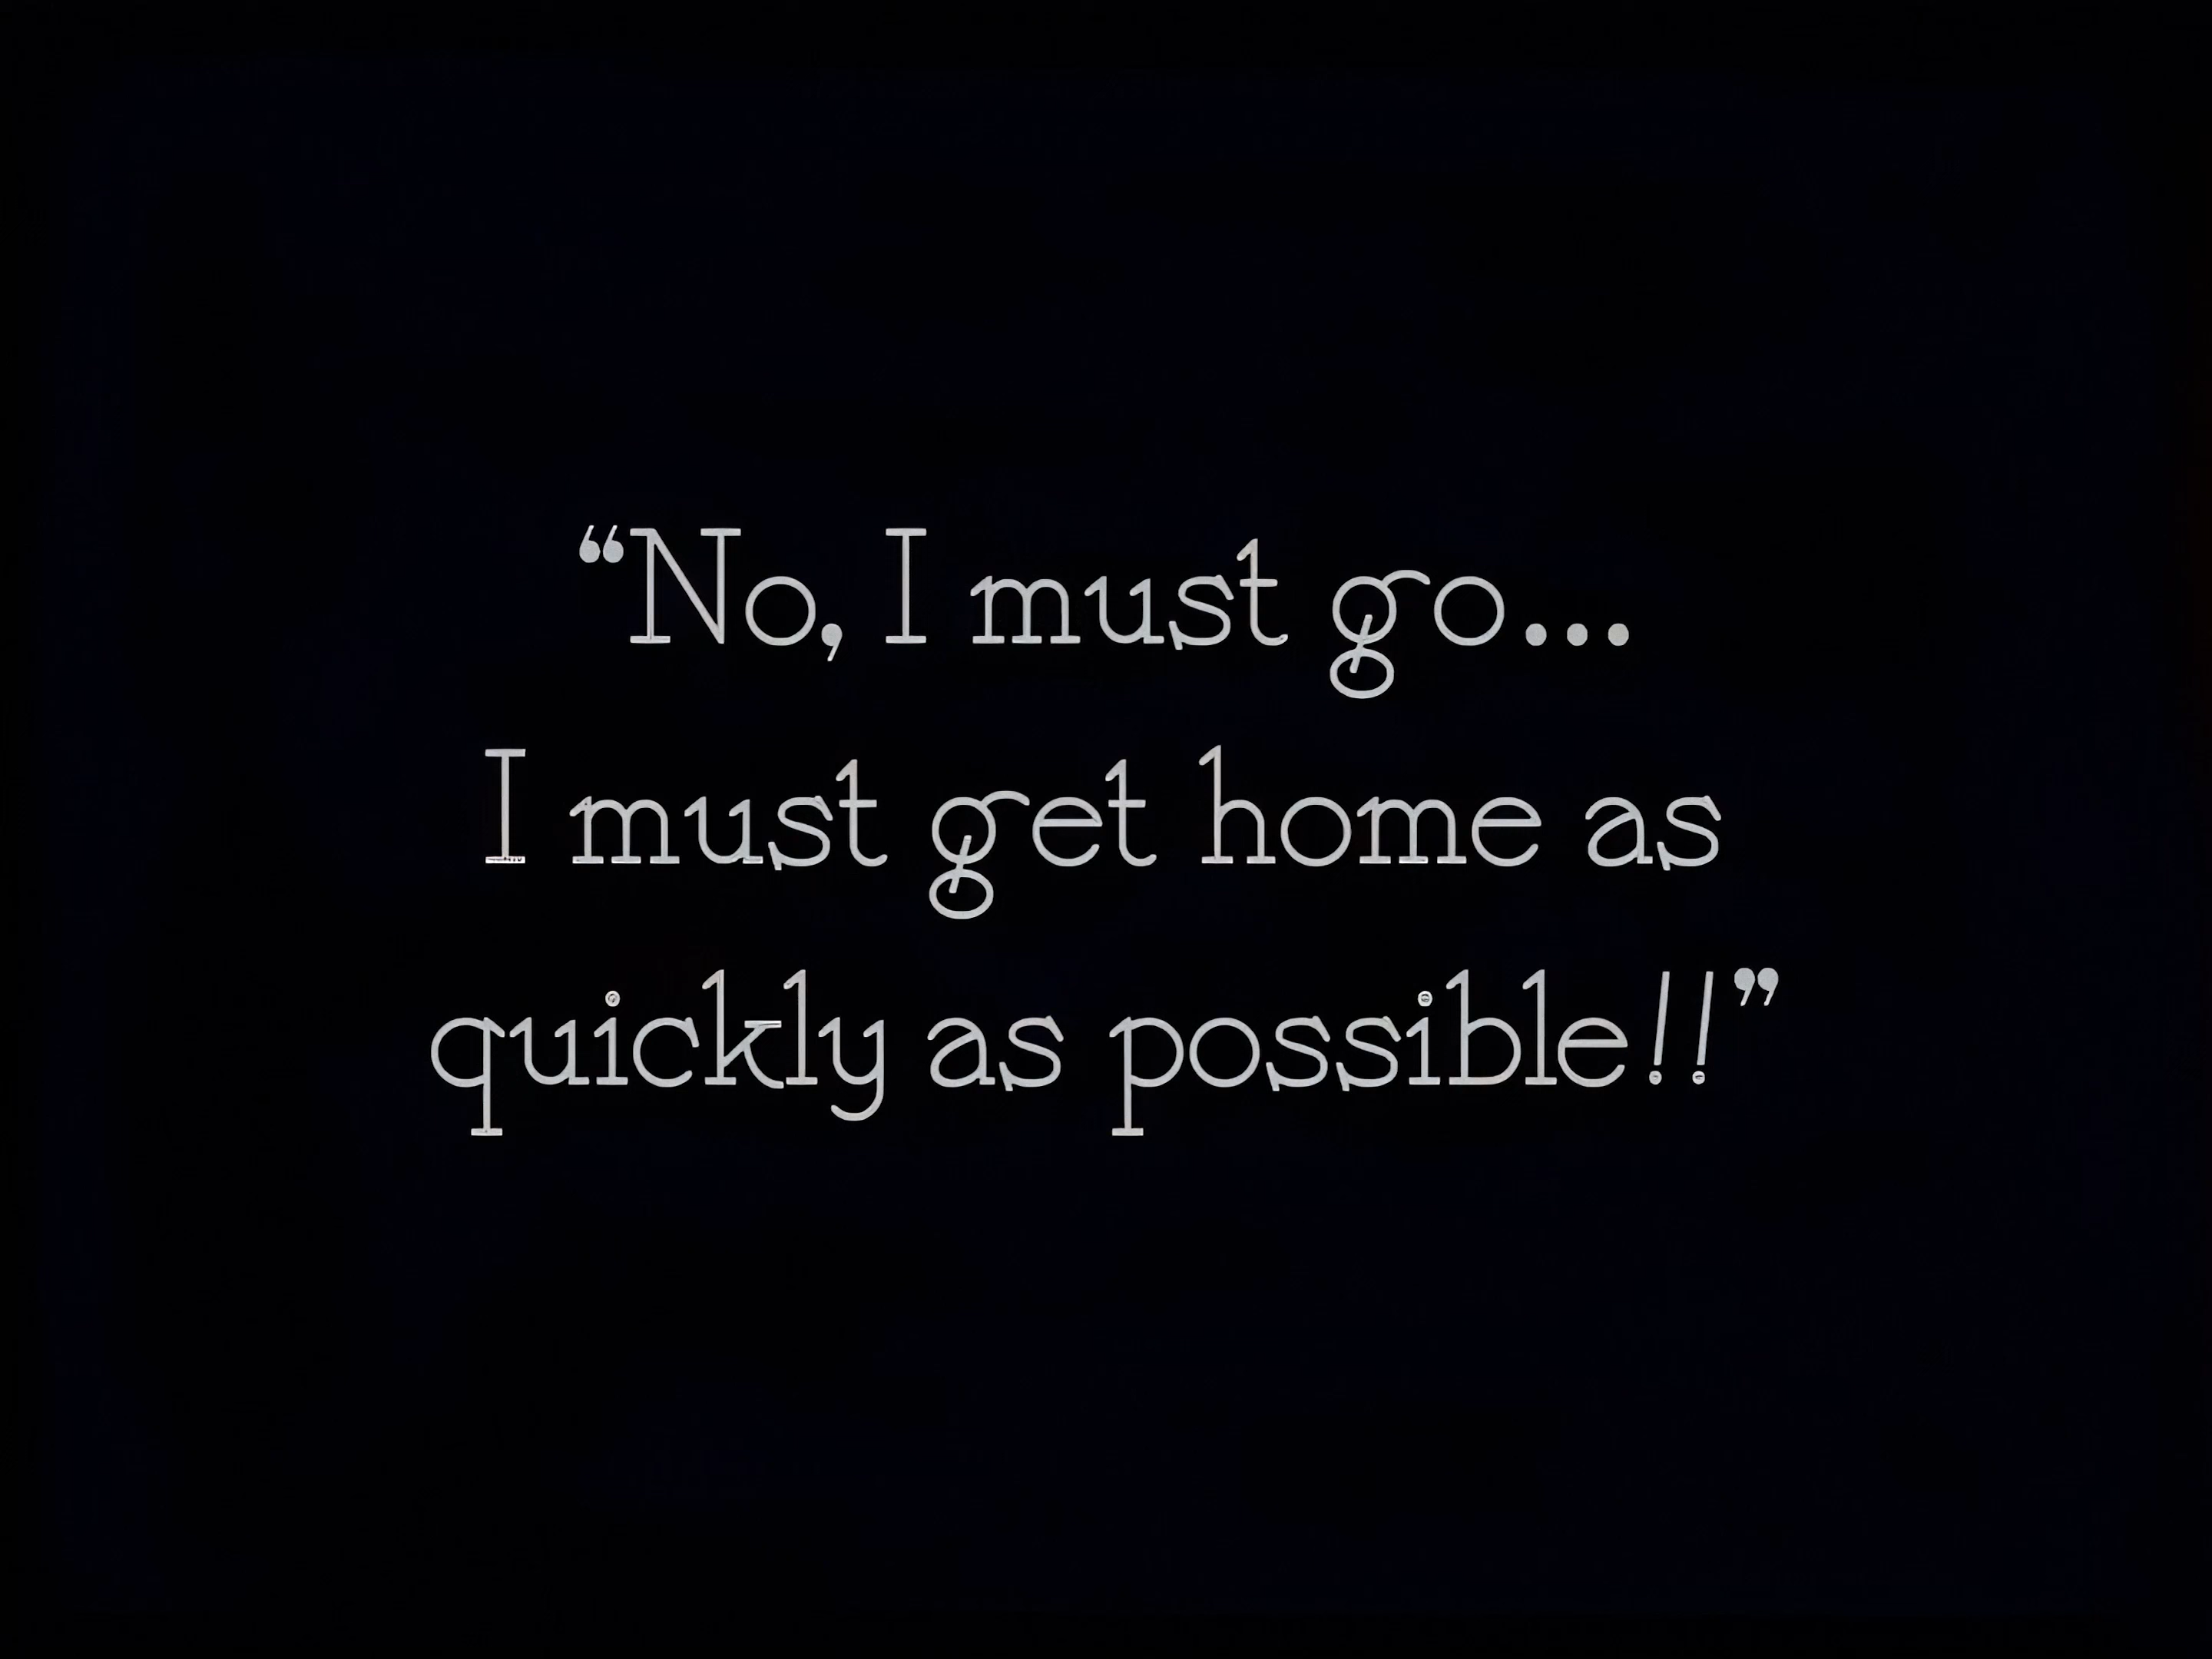 “No, I must go...
I must get home as
quickly as possible!!”